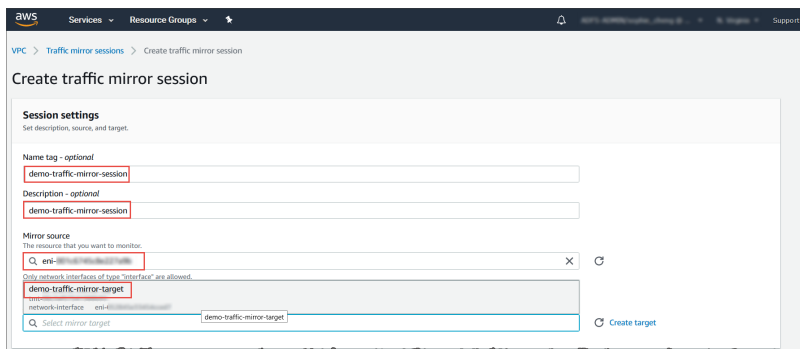 aws
Services
Resource Groups
Support
VPC > Traffic mirror sessions > Create traffic mirror session
Create traffic mirror session
Session settings
Set description, source, and target.
Name tag - optional
demo-traffic-mirror-session
Description - optional
demo-traffic-mirror-session
Mirror source
The resource that you want to monitor.
eni-
Only network interfaces of type "interface" are allowed.
demo-traffic-mirror-target
network-interface eni-
demo-traffic-mirror-target
Select mirror target
Create target